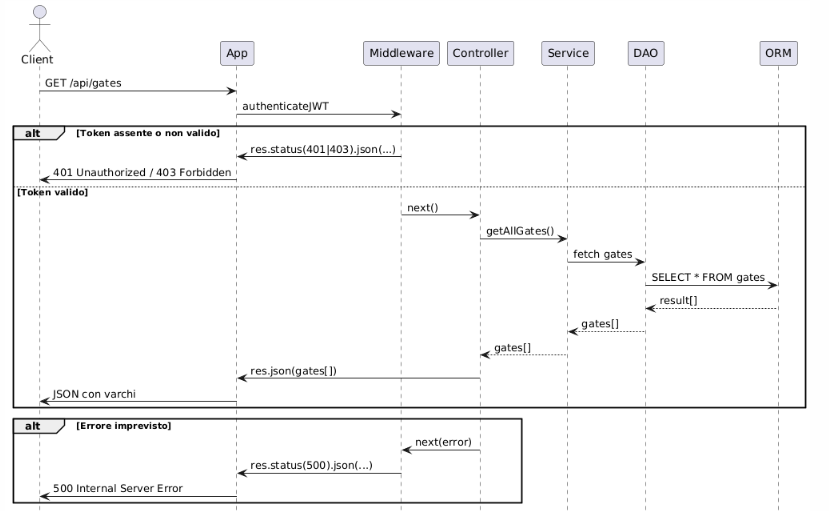 Client
App
Middleware
Controller
Service
DAO
ORM
GET /api/gates
authenticateJWT
alt
[Token assente o non valido]
res.status(401|403).json(...)
401 Unauthorized / 403 Forbidden
[Token valido]
next()
getAllGates()
fetch gates
SELECT * FROM gates
result[]
gates[]
gates[]
res.json(gates[])
JSON con varchi
alt
[Errore imprevisto]
next(error)
res.status(500).json(...)
500 Internal Server Error